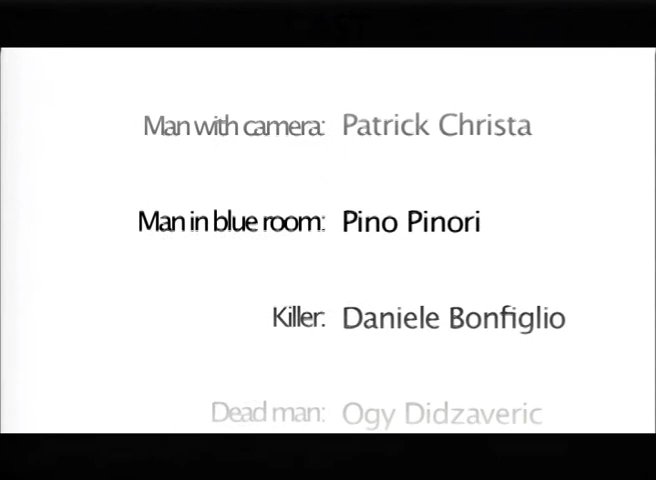 Man with camera: Patrick Christa
Man in blue room: Pino Pinori
Killer: Daniele Bonfiglio
Dead man: Ogy Didzaveric